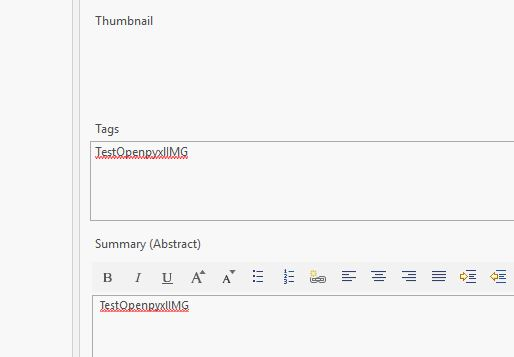 Thumbnail
Tags
TestOpenpyxlIMG
Summary (Abstract)
B I U A A
TestOpenpyxlIMG